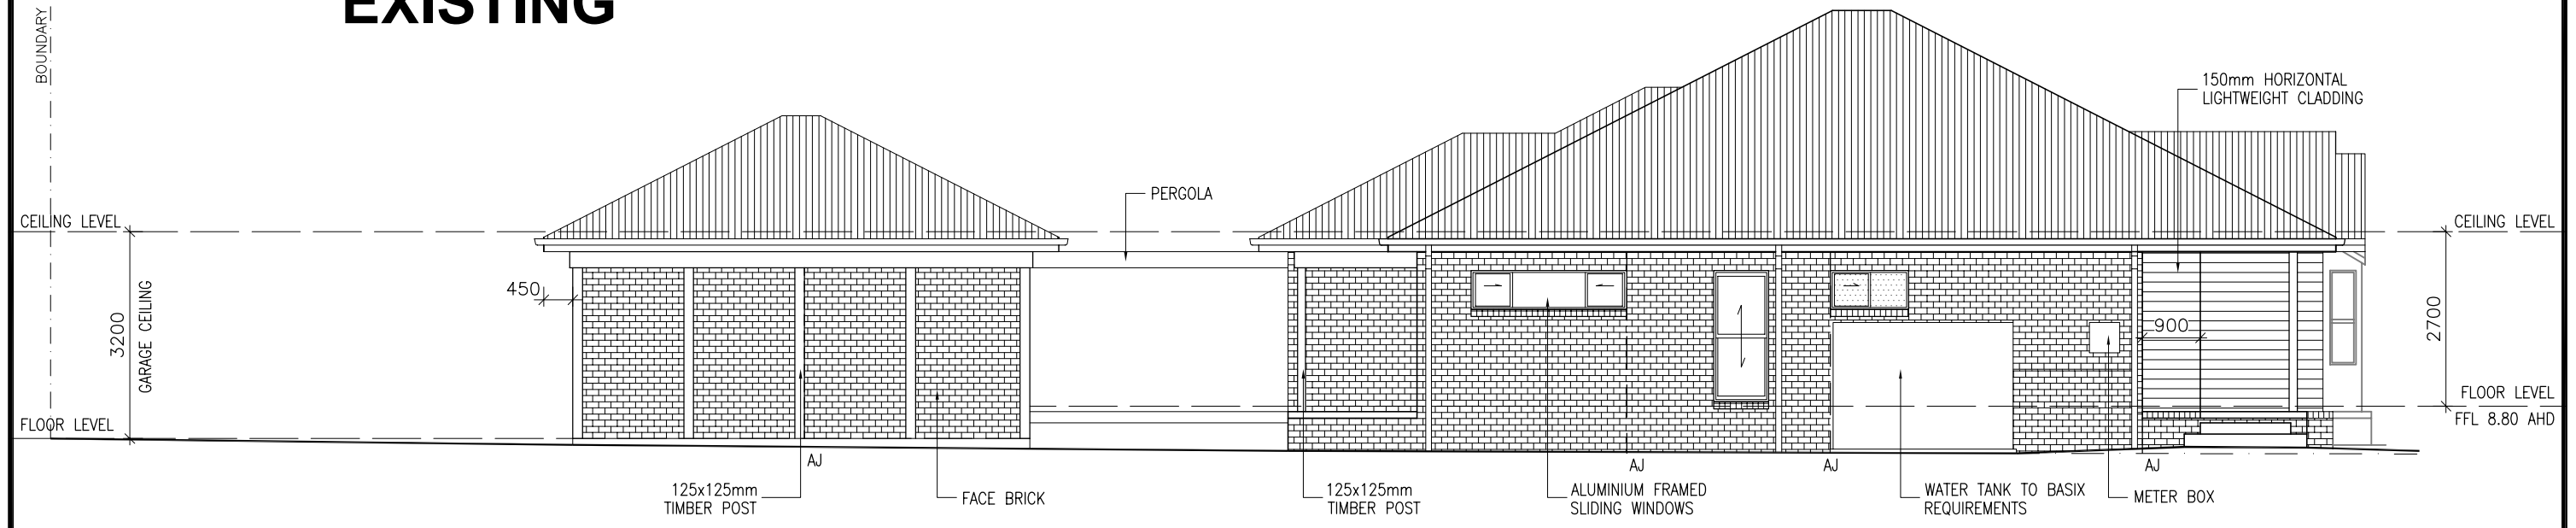 EXISTING
BOUNDARY
150mm HORIZONTAL
LIGHTWEIGHT CLADDING
PERGOLA
CEILING LEVEL
CEILING LEVEL
450
3200
GARAGE CEILING
900
2700
FLOOR LEVEL
FFL 8.80 AHD
FLOOR LEVEL
AJ
AJ
AJ
AJ
125x125mm
TIMBER POST
FACE BRICK
125x125mm
TIMBER POST
ALUMINIUM FRAMED
SLIDING WINDOWS
WATER TANK TO BASIX
REQUIREMENTS
METER BOX